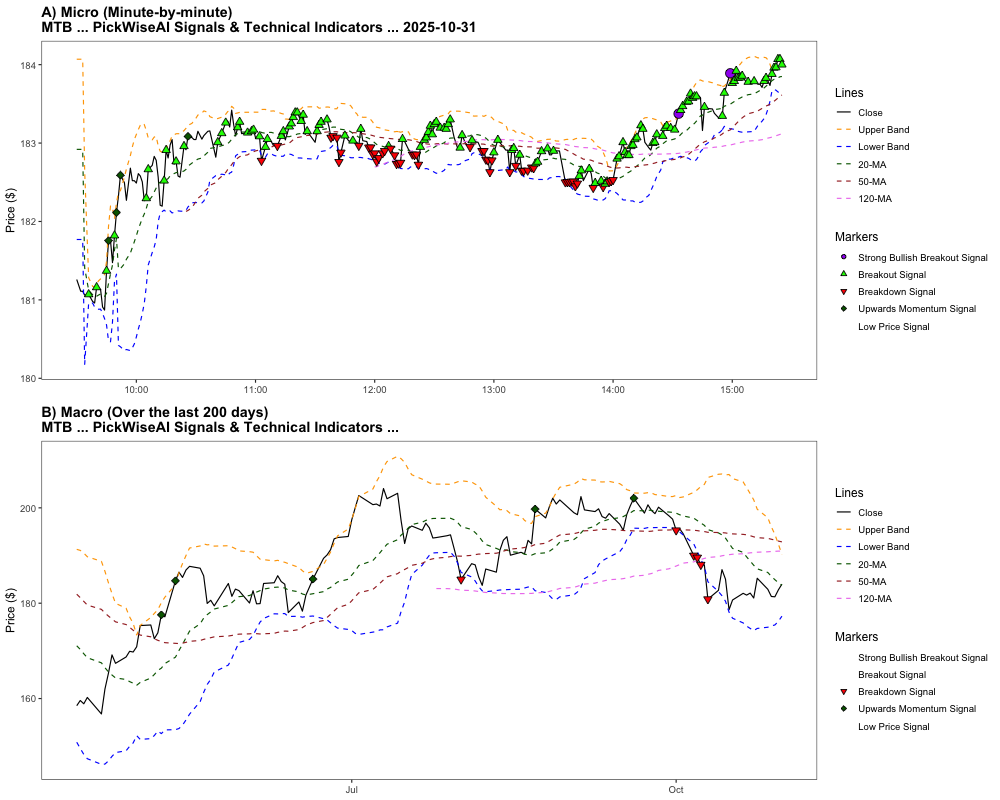 A) Micro (Minute-by-minute)
MTB ... PickWiseAI Signals & Technical Indicators ... 2025-10-31
184
183
182
181
180
Price ($)
10:00
11:00
12:00
13:00
14:00
15:00
Lines
Close
Upper Band
Lower Band
20-MA
50-MA
120-MA
Markers
Strong Bullish Breakout Signal
Breakout Signal
Breakdown Signal
Upwards Momentum Signal
Low Price Signal
B) Macro (Over the last 200 days)
MTB ... PickWiseAI Signals & Technical Indicators ...
200
180
160
Price ($)
Jul
Oct
Lines
Close
Upper Band
Lower Band
20-MA
50-MA
120-MA
Markers
Strong Bullish Breakout Signal
Breakout Signal
Breakdown Signal
Upwards Momentum Signal
Low Price Signal